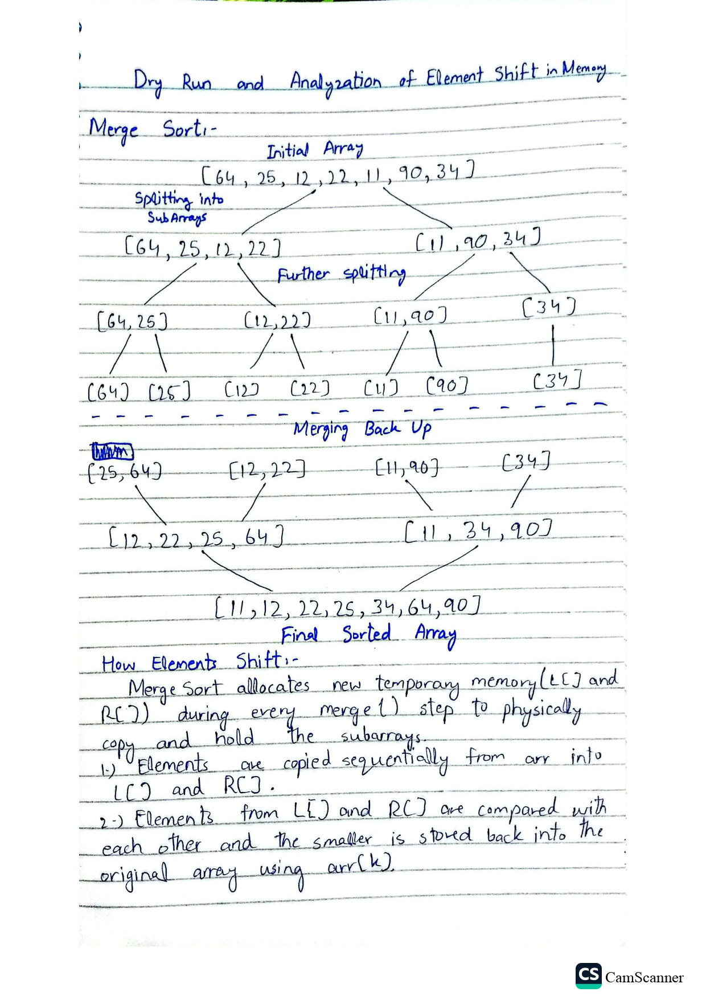 Dry Run and Analyzation of Element Shift in Memory
Merge Sort:-
Initial Array
[64, 25, 12, 22, 11, 90, 34]
Splitting into
SubArrays
[64, 25, 12, 22] [11, 90, 34]
Further splitting
[64, 25] [12, 22] [11, 90] [34]
[64] [25] [12] [22] [11] [90] [34]
Merging Back Up
[25, 64] [12, 22] [11, 90] [34]
[12, 22, 25, 64] [11, 34, 90]
[11, 12, 22, 25, 34, 64, 90]
Final Sorted Array
How Elements Shift:-
Merge Sort allocates new temporary memory (L[] and
R[]) during every merge() step to physically
copy and hold the subarrays.
1-) Elements are copied sequentially from arr into
L[] and R[].
2-) Elements from L[] and R[] are compared with
each other and the smaller is stored back into the
original array using arr[k].
CS CamScanner